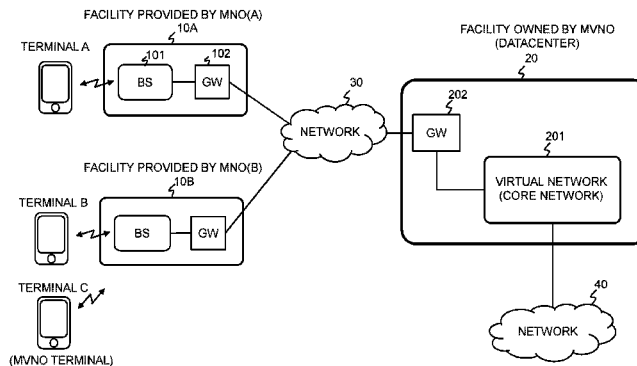 FACILITY PROVIDED BY MNO(A)
10A
TERMINAL A
101
102
BS
GW
FACILITY OWNED BY MVNO
(DATACENTER)
20
30
NETWORK
202
GW
201
VIRTUAL NETWORK
(CORE NETWORK)
FACILITY PROVIDED BY MNO(B)
10B
TERMINAL B
BS
GW
TERMINAL C
(MVNO TERMINAL)
40
NETWORK